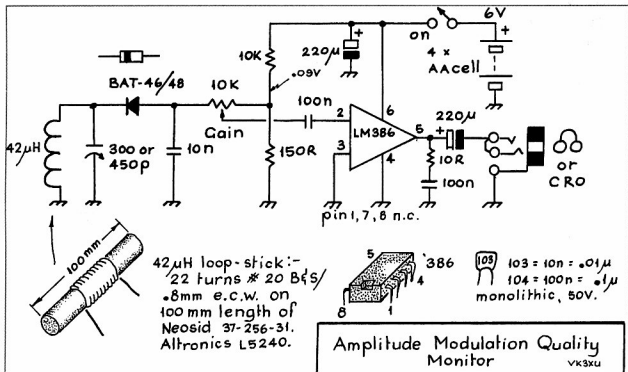 6V
+
on
4 x
AA cell
10K
220µ
+
.09V
BAT-46/48
10K
100n
2
6
LM386
5
220µ
+
Gain
42µH
300 or
450p
10n
150R
3
4
10R
100n
or
CRO
pin 1,7,8 n.c.
100mm
42µH loop-stick:-
22 turns # 20 B&S/
.8mm e.c.w. on
100 mm length of
Neosid 37-256-31.
Altronics L5240.
5
'386
4
8
1
103
103 = 10n = .01µ
104 = 100n = .1µ
monolithic, 50V.
Amplitude Modulation Quality
Monitor
VK3XU